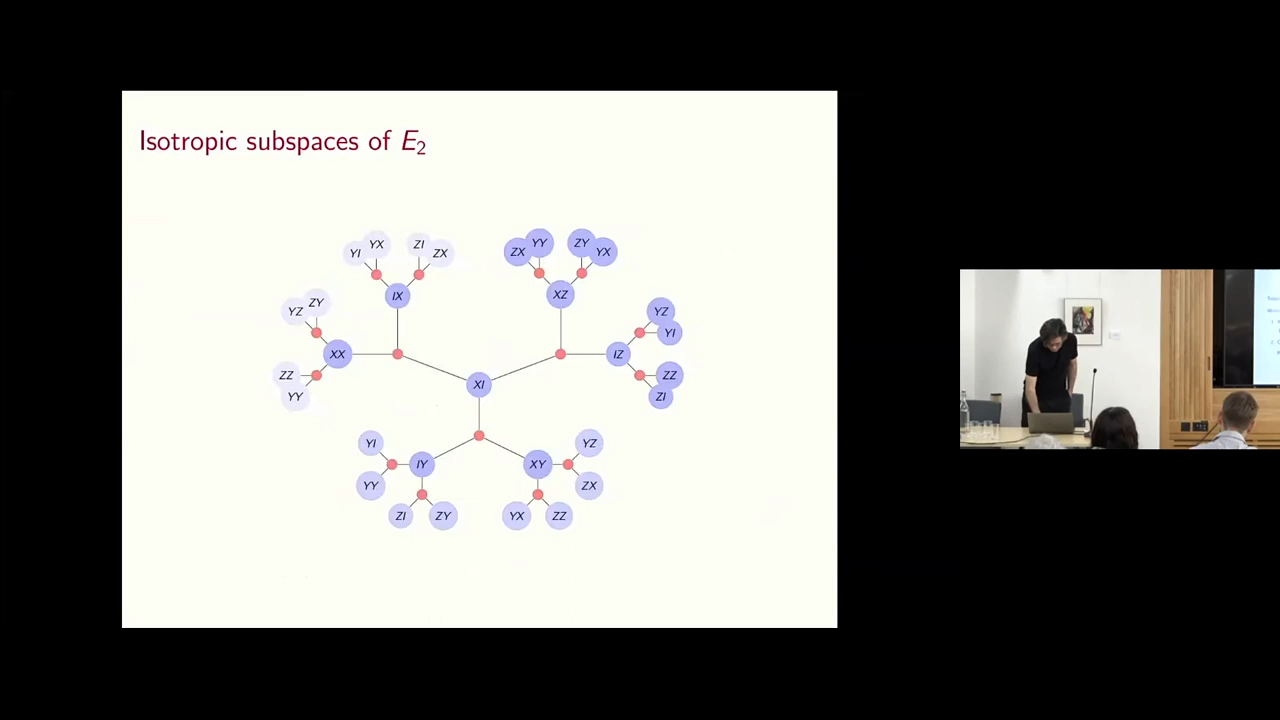 Isotropic subspaces of E₂
YI YX ZI ZX
ZX YY ZY YX
IX
XZ
YZ ZY
YZ YI
XX
IZ
ZZ YY
ZZ ZI
XI
YI YY
IY
ZI ZY
XY
YZ ZX
YX ZZ